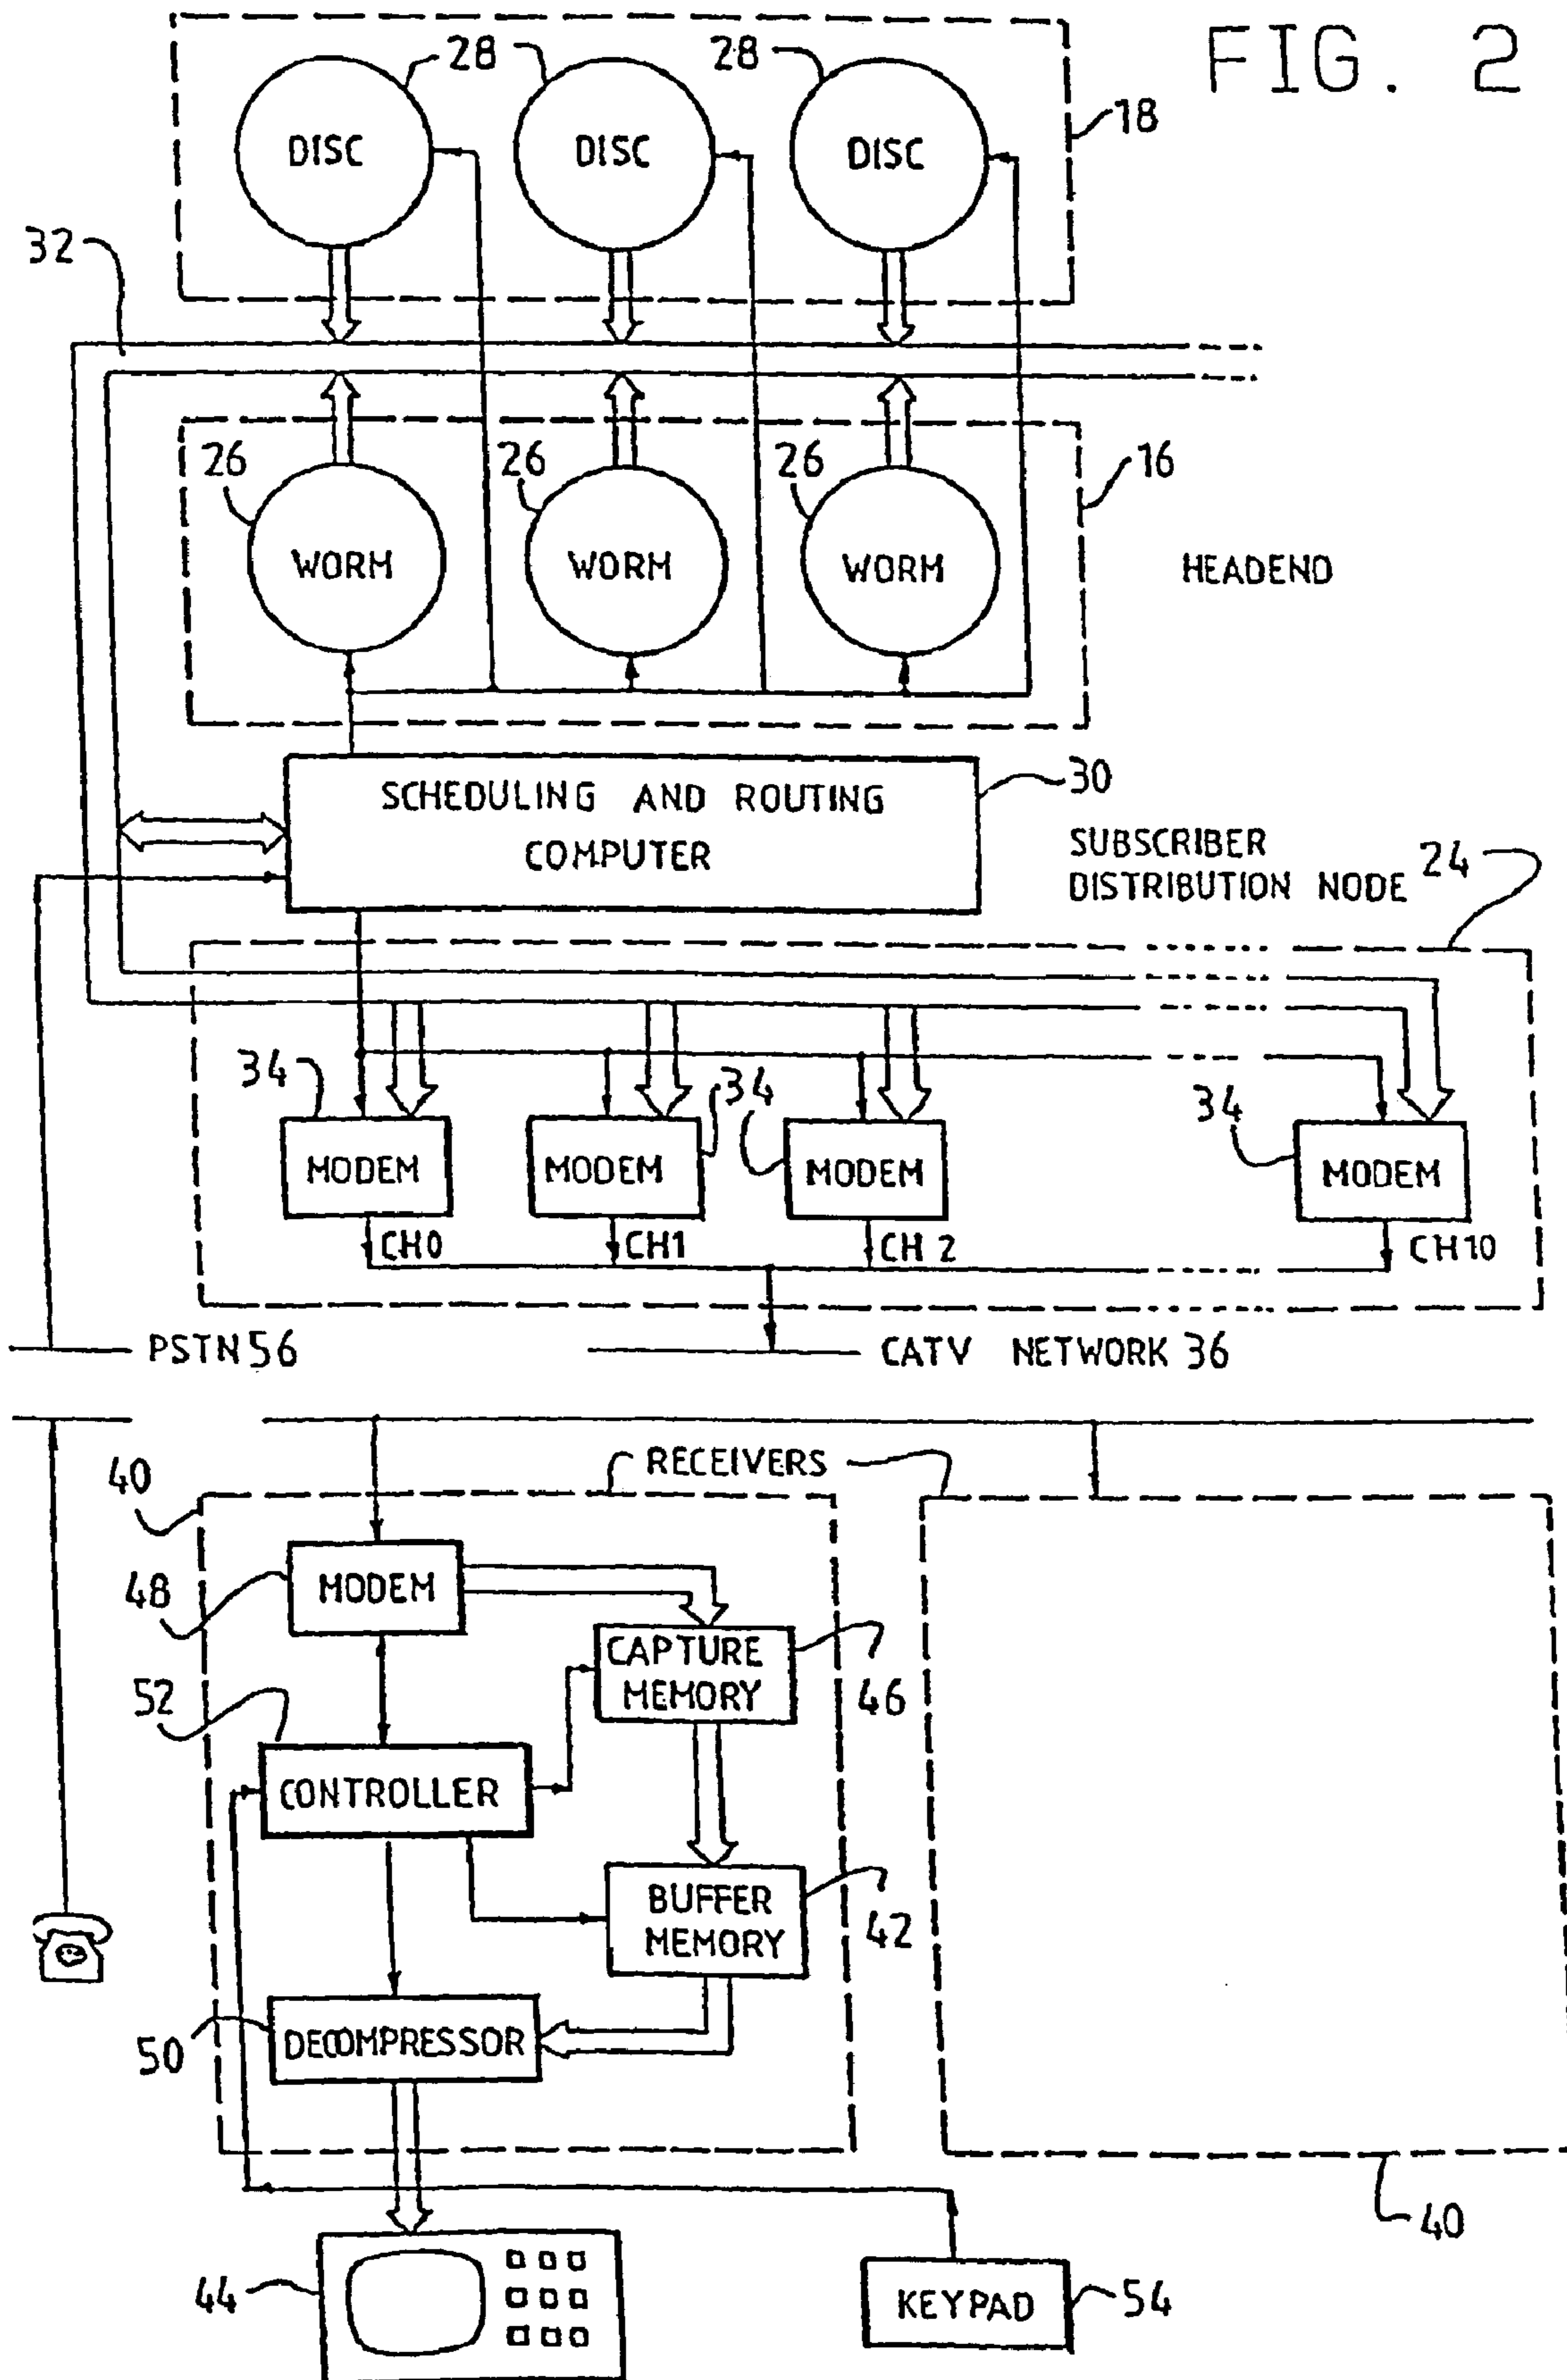 FIG. 2
28
28
18
DISC
DISC
DISC
32
26
26
26
16
WORM
WORM
WORM
HEADEND
SCHEDULING AND ROUTING
COMPUTER
30
SUBSCRIBER
DISTRIBUTION NODE
24
34
34
34
34
MODEM
MODEM
MODEM
MODEM
CH0
CH1
CH 2
CH10
PSTN 56
CATV NETWORK 36
RECEIVERS
40
48
MODEM
CAPTURE
MEMORY
46
52
CONTROLLER
BUFFER
MEMORY
42
50
DECOMPRESSOR
40
44
KEYPAD
54